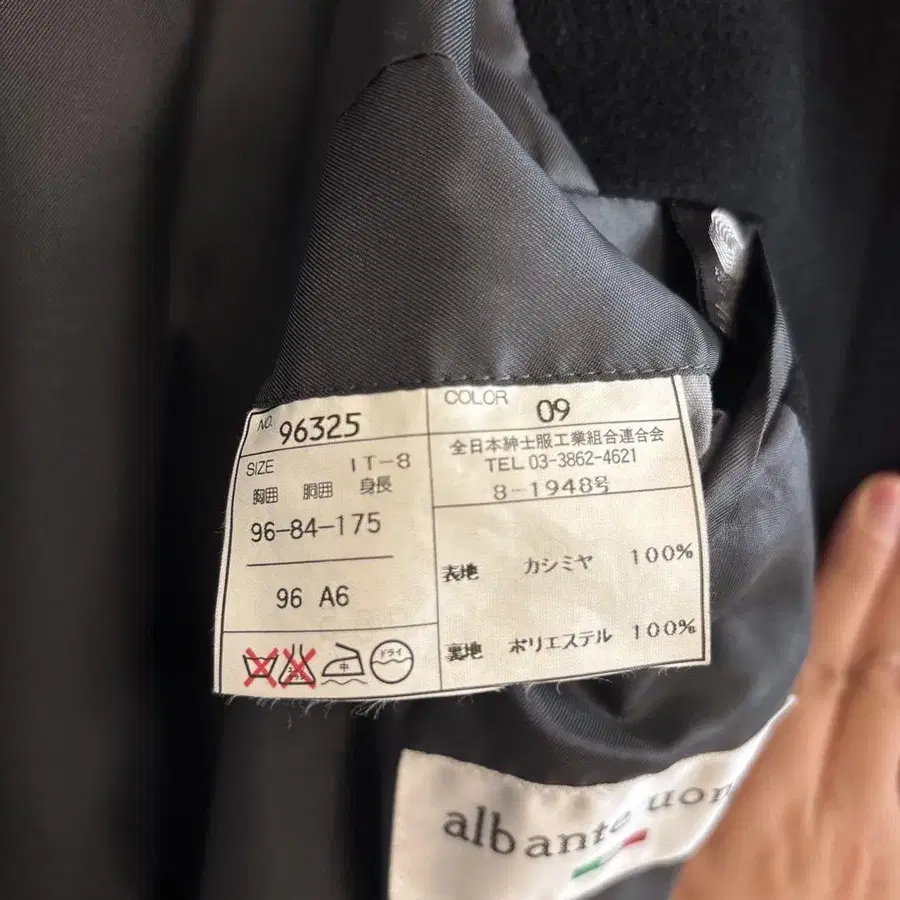 NO. 96325
SIZE IT-8
胸囲 胴囲 身長
96-84-175
96 A6
中
ドライ
COLOR 09
全日本紳士服工業組合連合会
TEL 03-3862-4621
8-1948号
表地 カシミヤ 100%
裏地 ポリエステル 100%
albante